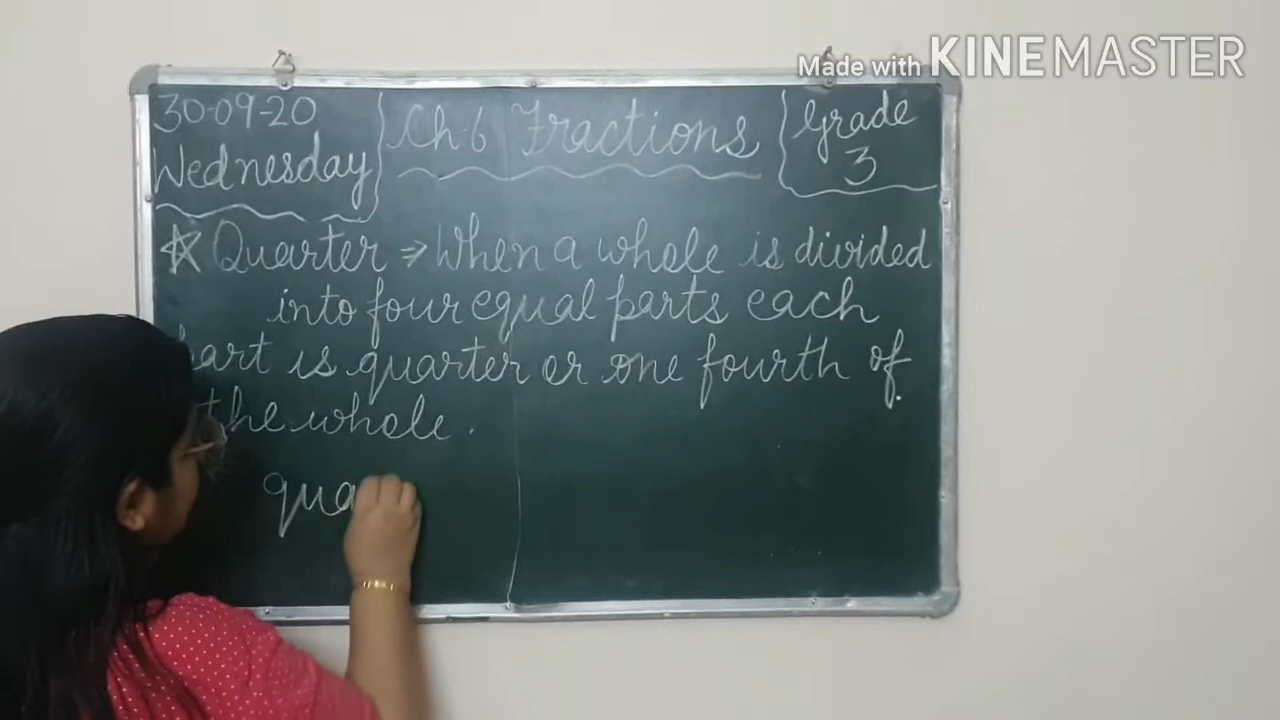 Made with KINEMASTER
30-09-20
Wednesday
Ch-6 Fractions
Grade
3
Quarter ⇒ When a whole is divided
into four equal parts each
part is quarter or one fourth of
the whole.
qua